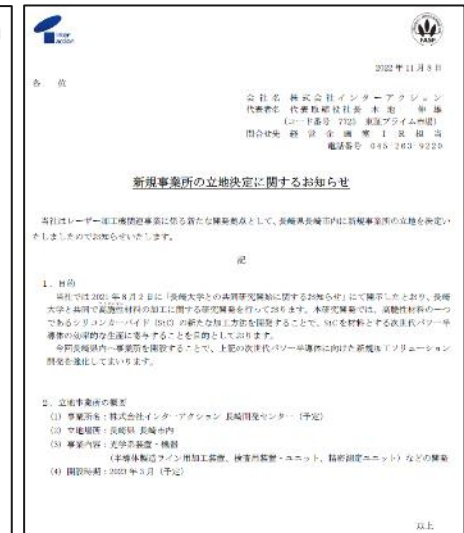 Inter
action
FASF
2022年11月8日
各 位
会 社 名 株式会社インターアクション
代表者名 代表取締役社長 木地 伸雄
(コード番号 7725 東証プライム市場)
問合せ先 経営企画室IR担当
電話番号 045-263-9220
新規事業所の立地決定に関するお知らせ
当社はレーザー加工機関連事業に係る新たな開発拠点として、長崎県長崎市内に新規事業所の立地を決定い
たしましたのでお知らせいたします。
記
1. 目的
当社では2021年8月2日に「長崎大学との共同研究開始に関するお知らせ」にて開示したとおり、長崎
大学と共同で高脆性材料の加工に関する研究開発を行っております。本研究開発では、高脆性材料の一つ
であるシリコンカーバイド (SiC) の新たな加工方法を開発することで、SiCを材料とする次世代パワー半
導体の効率的な生産に寄与することを目的としております。
今回長崎県内へ事業所を開設することで、上記の次世代パワー半導体に向けた新規加工ソリューション
開発を進化してまいります。
2. 立地事業所の概要
(1) 事業所名:株式会社インターアクション 長崎開発センター (予定)
(2) 立地場所:長崎県 長崎市内
(3) 事業内容:光学系装置・機器
(半導体製造ライン用加工装置、検査用装置・ユニット、精密測定ユニット) などの開発
(4) 開設時期:2023年3月 (予定)
以上